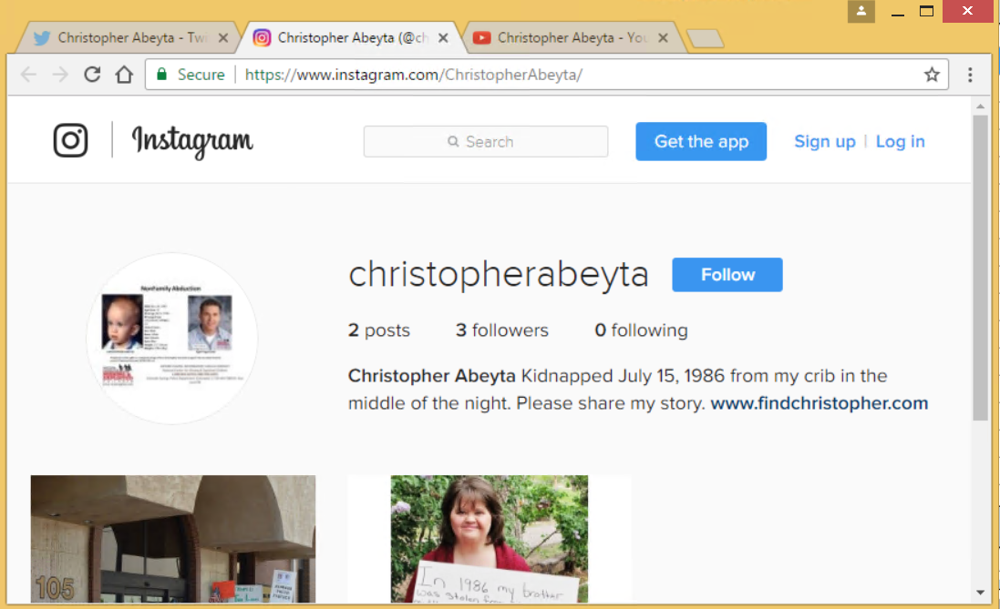 Christopher Abeyta - Twi
Christopher Abeyta (@ch
Christopher Abeyta - You
Secure
https://www.instagram.com/ChristopherAbeyta/
Instagram
Search
Get the app
Sign up
Log in
christopherabeyta
Follow
2 posts
3 followers
0 following
NonFamily Abduction
Christopher Abeyta Kidnapped July 15, 1986 from my crib in the
middle of the night. Please share my story. www.findchristopher.com
105
In 1986 my brother
was stolen from